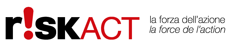 r!skACT
la forza dell'azione
la force de l'action